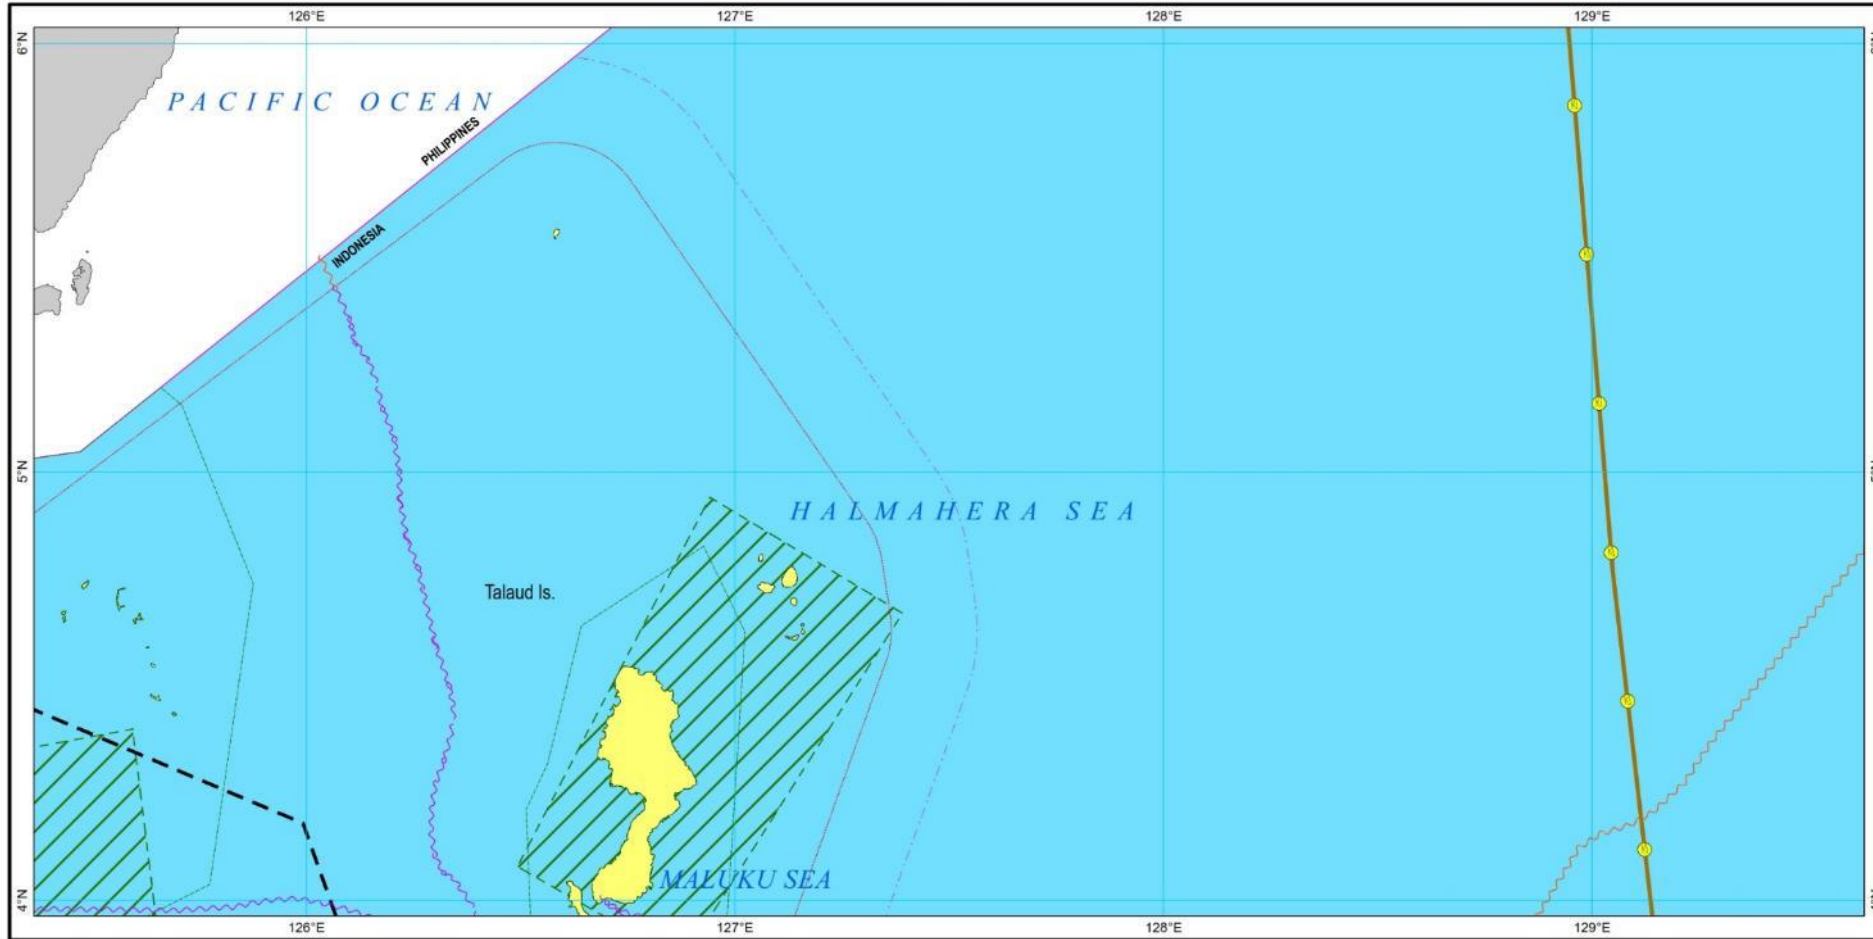 126°E 127°E 128°E 129°E
6°N
PACIFIC OCEAN
PHILIPPINES
INDONESIA
5°N
HALMAHERA SEA
Talaud Is.
MALUKU SEA
4°N
126°E 127°E 128°E 129°E